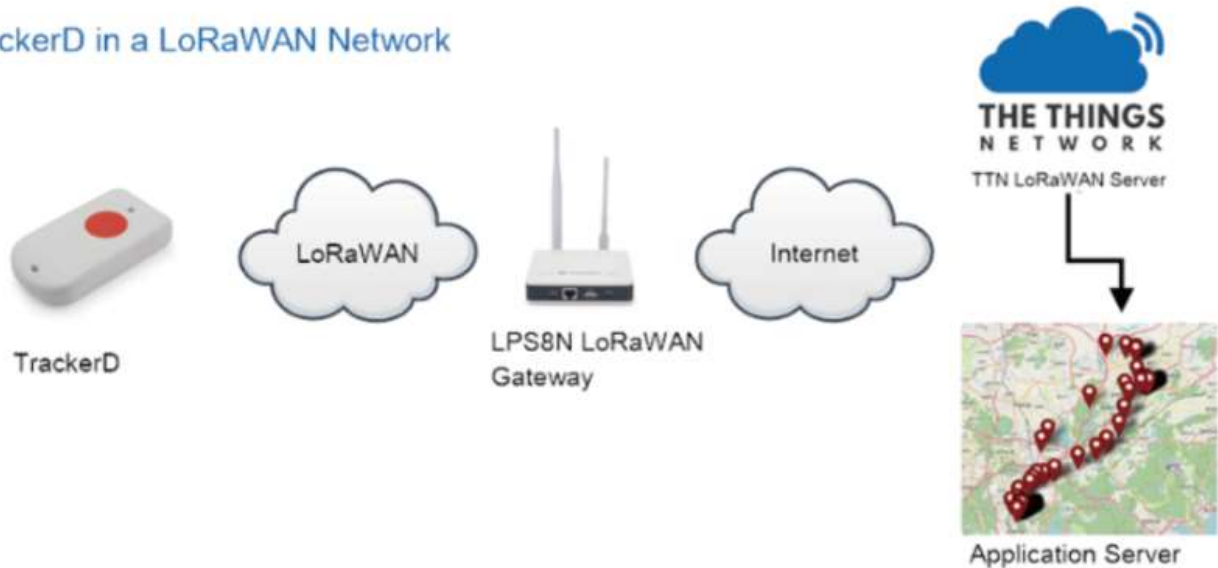 ckerD in a LoRaWAN Network
THE THINGS
NETWORK
TTN LoRaWAN Server
LoRaWAN
Internet
LPS8N LoRaWAN
Gateway
TrackerD
Application Server